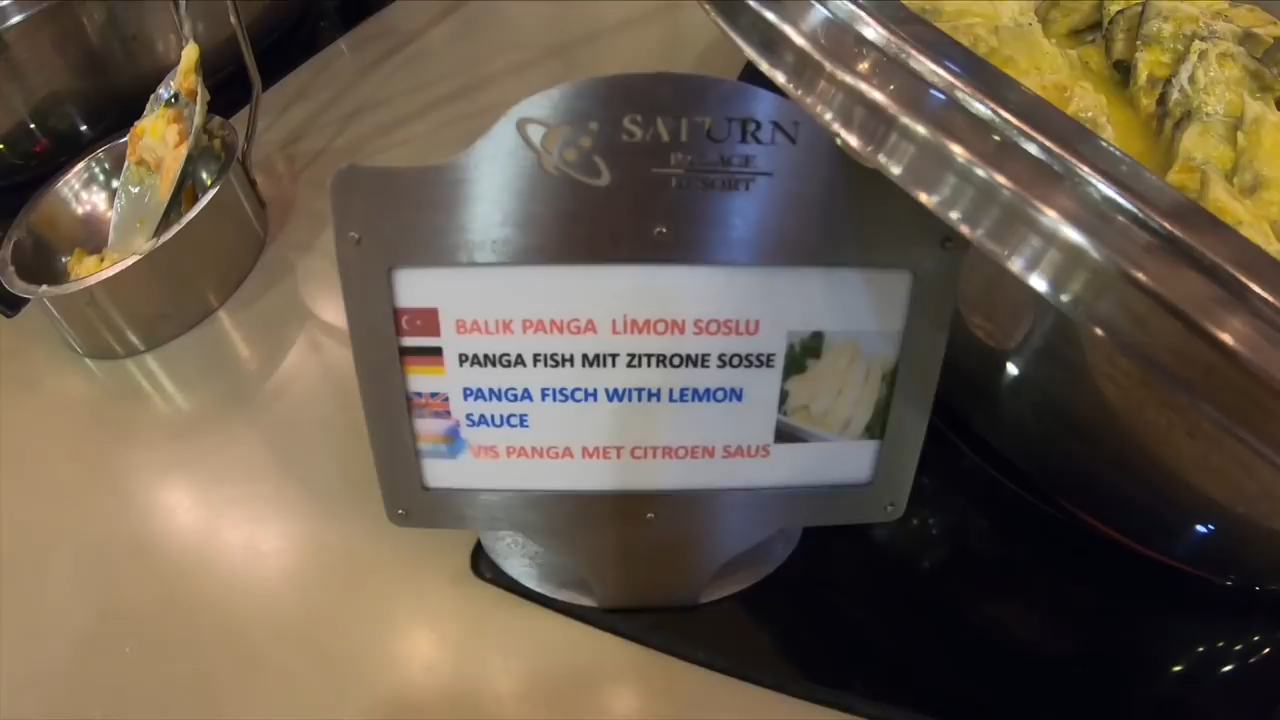 SATURN
PALACE
RESORT
BALIK PANGA LİMON SOSLU
PANGA FISH MIT ZITRONE SOSSE
PANGA FISCH WITH LEMON
SAUCE
VIS PANGA MET CITROEN SAUS